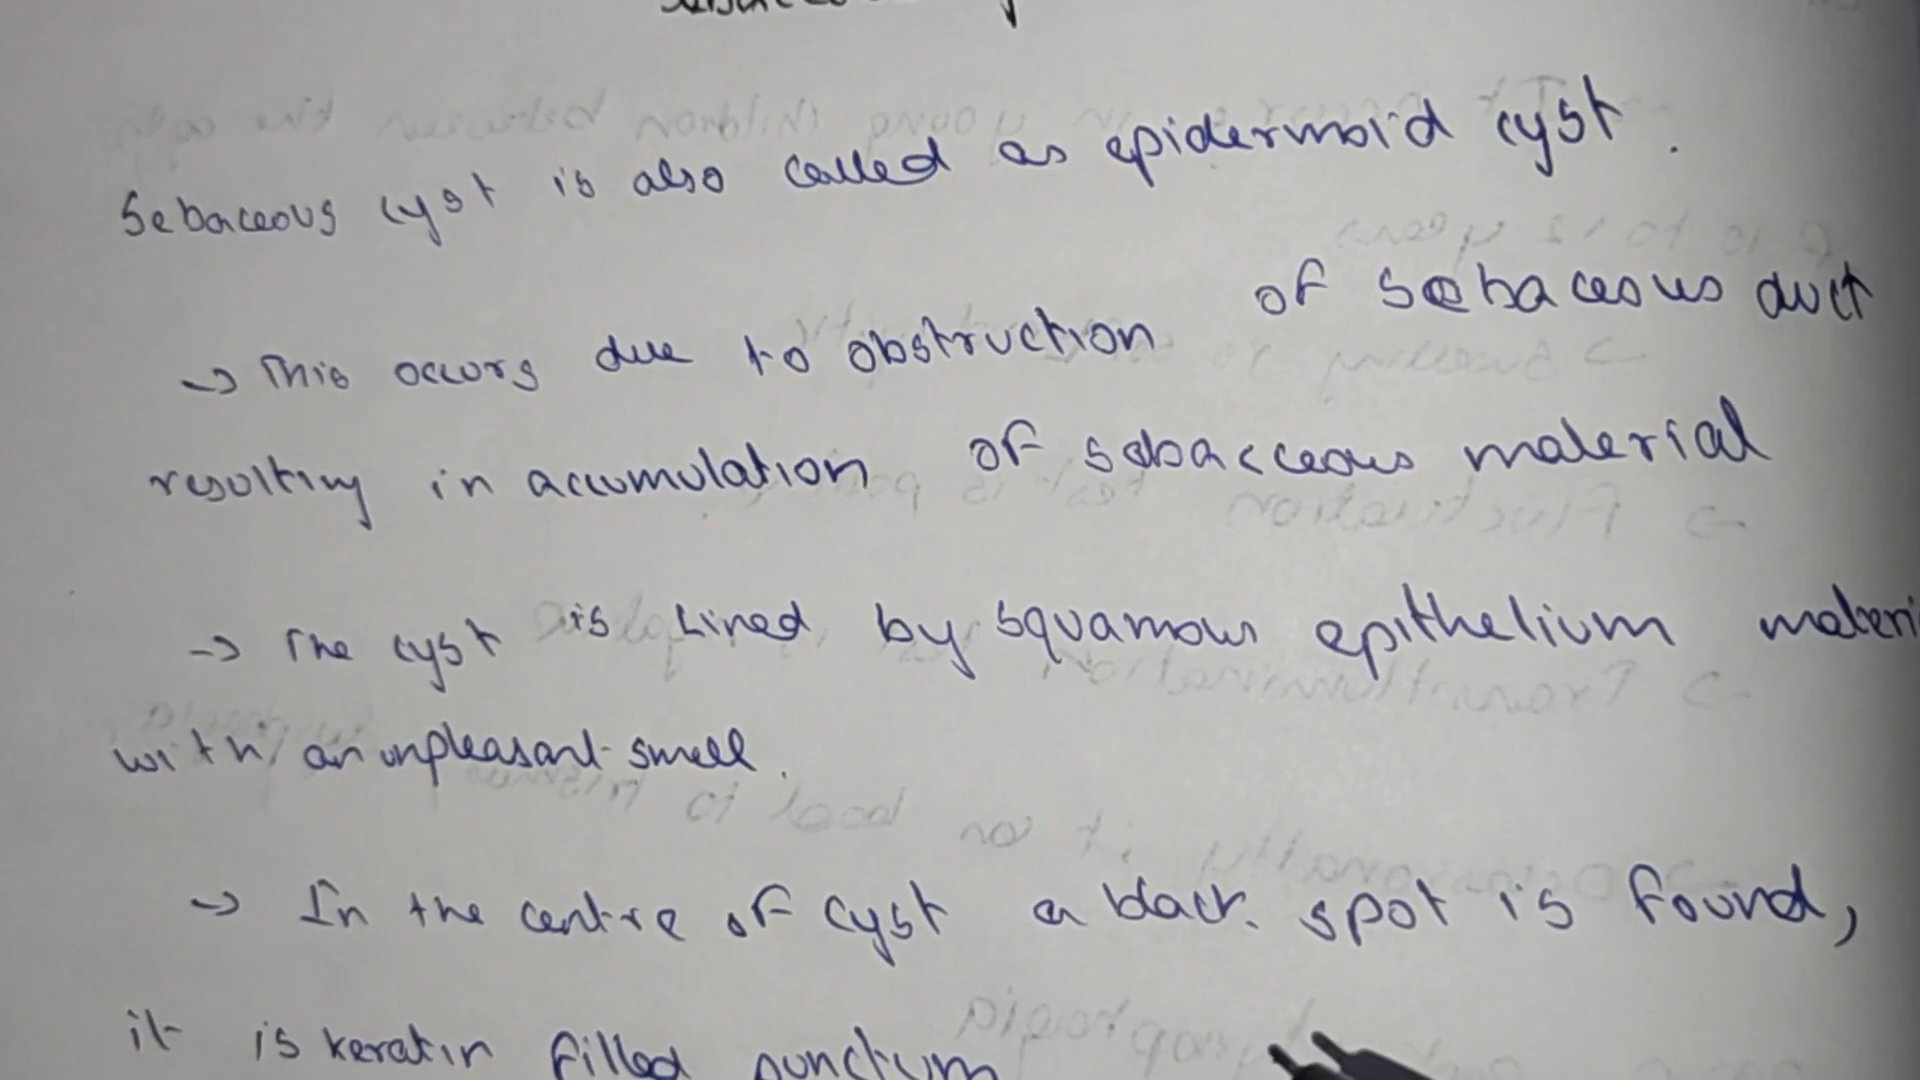 Sebaceous cyst is also called as epidermoid cyst.
→ This occurs due to obstruction of sebaceous duct
resulting in accumulation of sebacceous material
→ The cyst is Lined by squamous epithelium materi
with an unpleasant smell.
→ In the centre of cyst a black spot is found,
it is keratin filled punctum